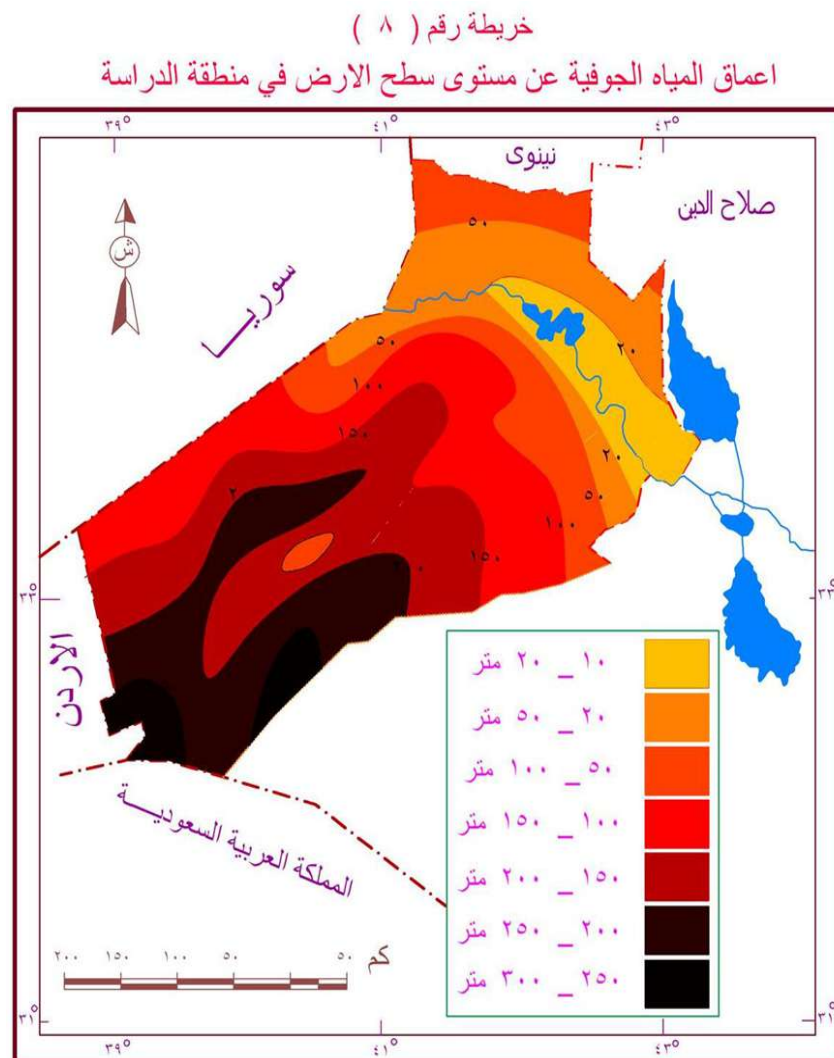 خريطة رقم ( ٨ )
اعماق المياه الجوفية عن مستوى سطح الارض في منطقة الدراسة
٣٩°
٤١°
٤٣°
نينوى
صلاح الدين
ش
سوريـــا
٥٠
٢٠
٥٠
١٠٠
١٥٠
٢
٢٠
٥٠
١٠٠
١٥٠
٣٣°
٣٣°
الاردن
المملكة العربية السعوديـــة
١٠ _ ٢٠ متر
٢٠ _ ٥٠ متر
٥٠ _ ١٠٠ متر
١٠٠ _ ١٥٠ متر
١٥٠ _ ٢٠٠ متر
٢٠٠ _ ٢٥٠ متر
٢٥٠ _ ٣٠٠ متر
٢٠٠ ١٥٠ ١٠٠ ٥٠ ٥٠ كم
٣١°
٣١°
٣٩°
٤١°
٤٣°